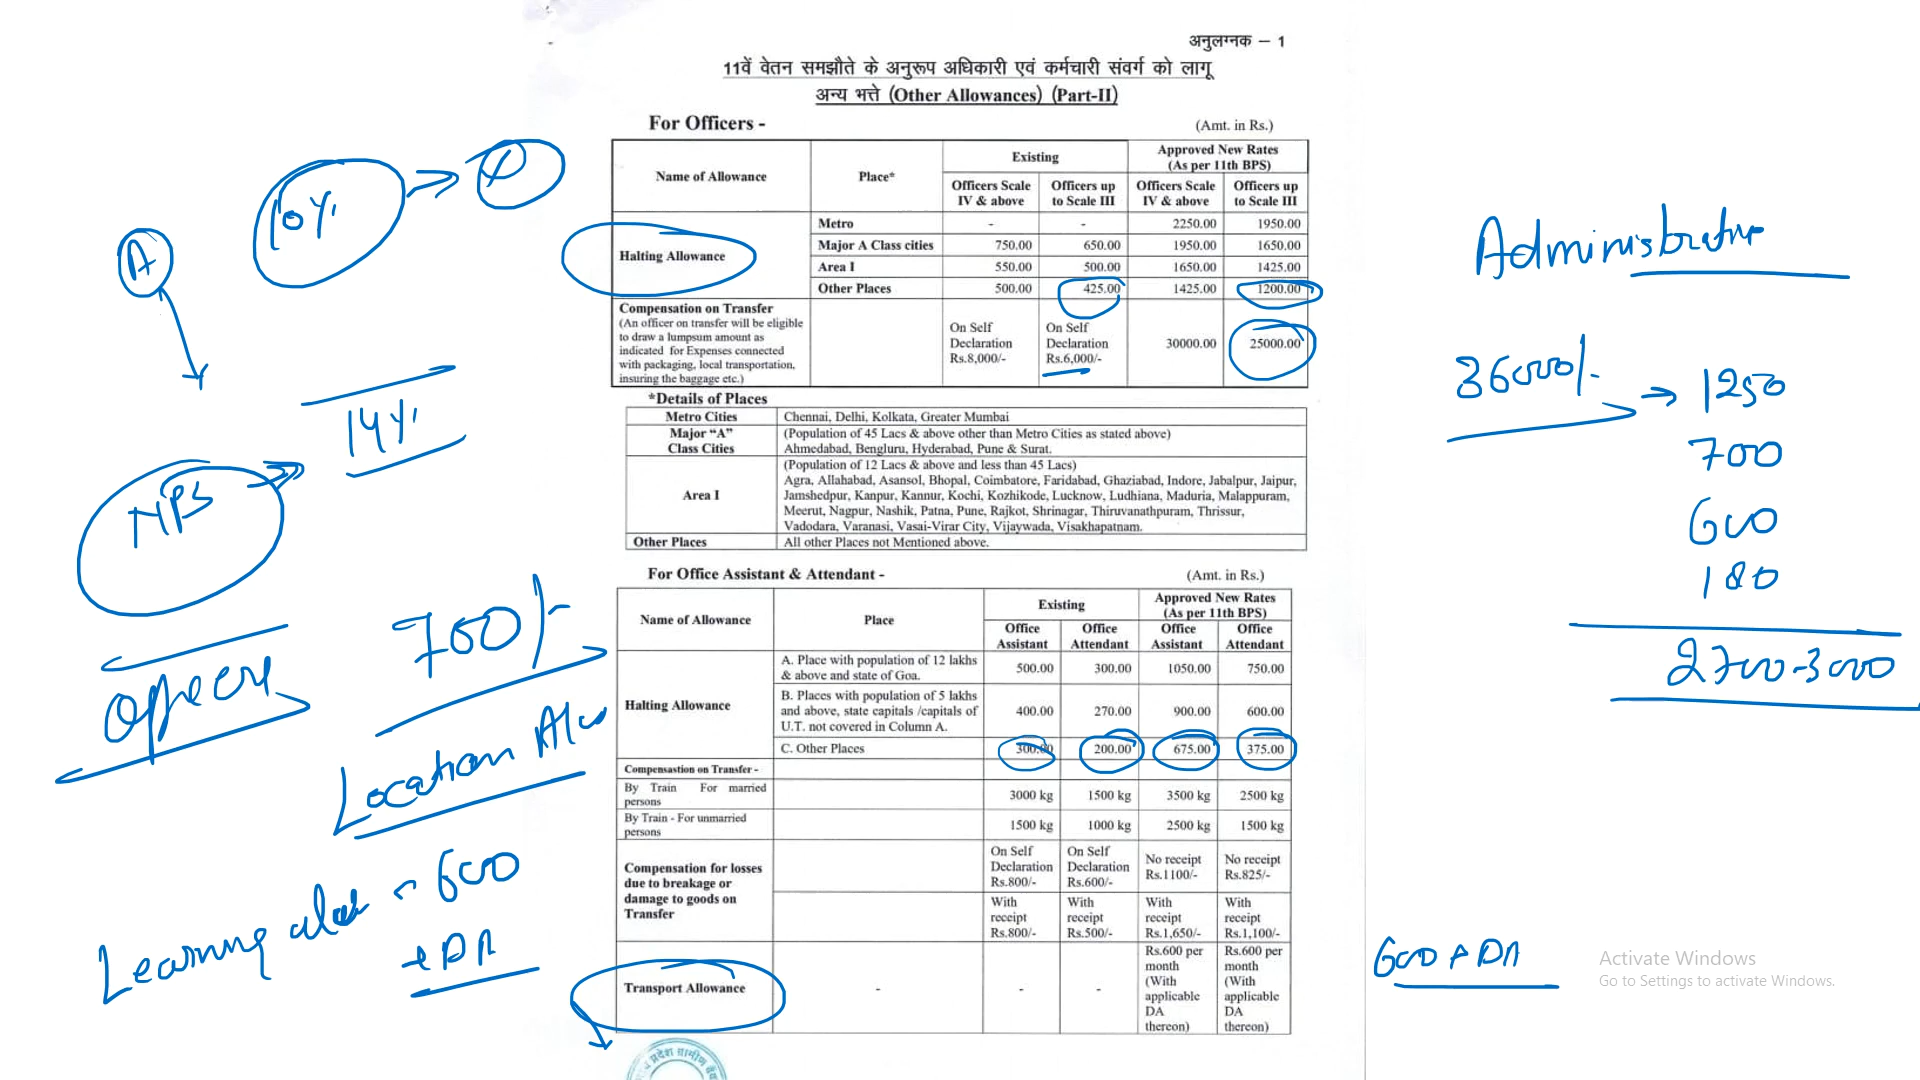 अनुलग्नक – 1
11वें वेतन समझौते के अनुरूप अधिकारी एवं कर्मचारी संवर्ग को लागू
अन्य भत्ते (Other Allowances) (Part-II)
For Officers - (Amt. in Rs.)
Name of Allowance Place* Existing Approved New Rates (As per 11th BPS)
Officers Scale IV & above Officers up to Scale III Officers Scale IV & above Officers up to Scale III
Halting Allowance
Metro - - 2250.00 1950.00
Major A Class cities 750.00 650.00 1950.00 1650.00
Area I 550.00 500.00 1650.00 1425.00
Other Places 500.00 425.00 1425.00 1200.00
Compensation on Transfer
(An officer on transfer will be eligible
to draw a lumpsum amount as
indicated for Expenses connected
with packaging, local transportation,
insuring the baggage etc.)
On Self Declaration Rs.8,000/- On Self Declaration Rs.6,000/- 30000.00 25000.00
*Details of Places
Metro Cities Chennai, Delhi, Kolkata, Greater Mumbai
Major “A” Class Cities (Population of 45 Lacs & above other than Metro Cities as stated above)
Ahmedabad, Bengluru, Hyderabad, Pune & Surat.
Area I (Population of 12 Lacs & above and less than 45 Lacs)
Agra, Allahabad, Asansol, Bhopal, Coimbatore, Faridabad, Ghaziabad, Indore, Jabalpur, Jaipur,
Jamshedpur, Kanpur, Kannur, Kochi, Kozhikode, Lucknow, Ludhiana, Maduria, Malappuram,
Meerut, Nagpur, Nashik, Patna, Pune, Rajkot, Shrinagar, Thiruvanathpuram, Thrissur,
Vadodara, Varanasi, Vasai-Virar City, Vijaywada, Visakhapatnam.
Other Places All other Places not Mentioned above.
For Office Assistant & Attendant - (Amt. in Rs.)
Name of Allowance Place Existing Approved New Rates (As per 11th BPS)
Office Assistant Office Attendant Office Assistant Office Attendant
Halting Allowance
A. Place with population of 12 lakhs
& above and state of Goa. 500.00 300.00 1050.00 750.00
B. Places with population of 5 lakhs
and above, state capitals /capitals of
U.T. not covered in Column A. 400.00 270.00 900.00 600.00
C. Other Places 300.00 200.00 675.00 375.00
Compensastion on Transfer -
By Train For married persons 3000 kg 1500 kg 3500 kg 2500 kg
By Train - For unmarried persons 1500 kg 1000 kg 2500 kg 1500 kg
Compensation for losses
due to breakage or
damage to goods on
Transfer
On Self Declaration Rs.800/- On Self Declaration Rs.600/- No receipt Rs.1100/- No receipt Rs.825/-
With receipt Rs.800/- With receipt Rs.500/- With receipt Rs.1,650/- With receipt Rs.1,100/-
Transport Allowance - - - Rs.600 per month (With applicable DA thereon) Rs.600 per month (With applicable DA thereon)
A
10%
14%
NPS
700/-
Learning
600
+ DA
36000/-
1250
700
600
180
2700-3000
600 + DA
Activate Windows
Go to Settings to activate Windows.